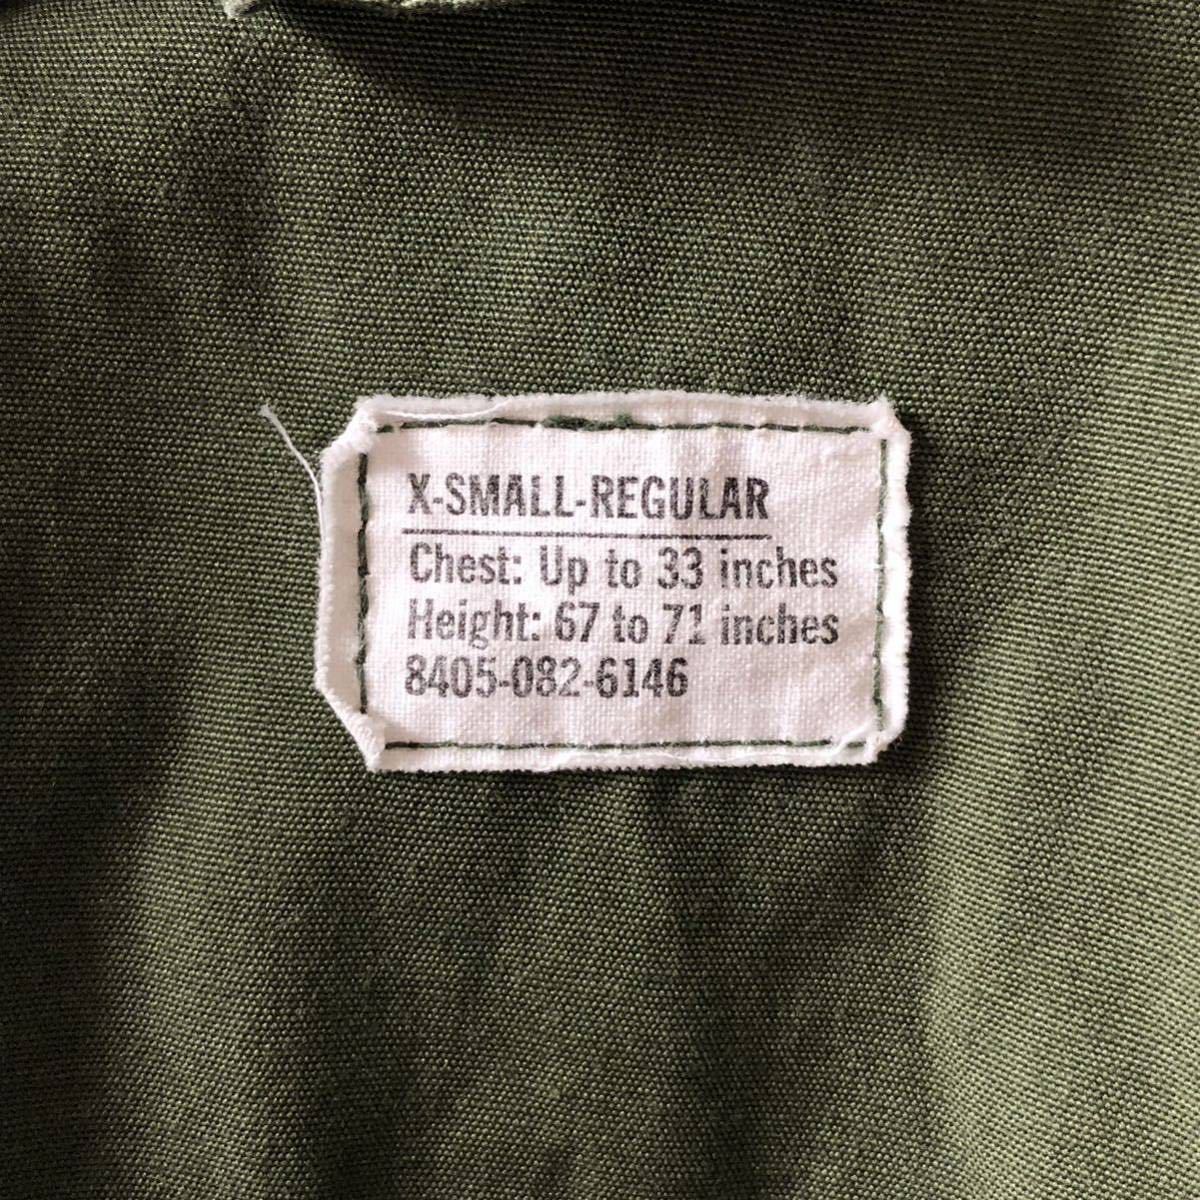 X-SMALL-REGULAR
Chest: Up to 33 inches
Height: 67 to 71 inches
8405-082-6146